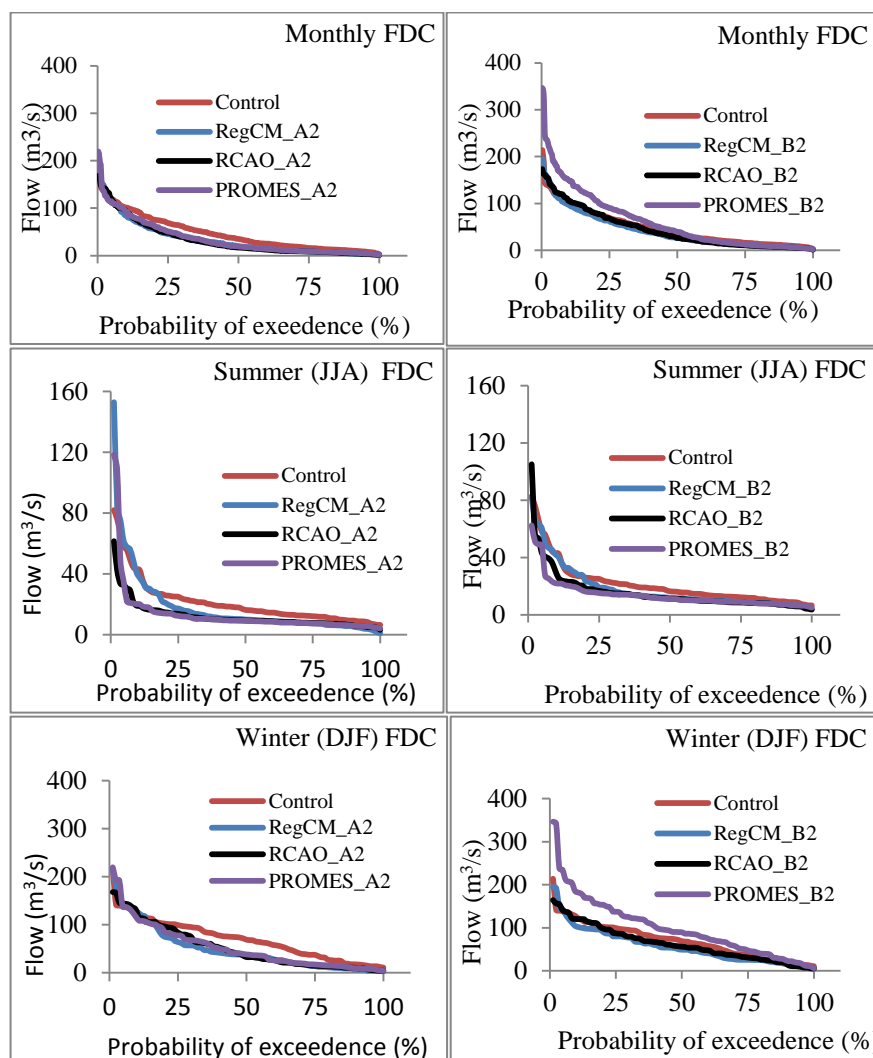 Monthly FDC
400
300
200
100
0
Flow (m3/s)
Control
RegCM_A2
RCAO_A2
PROMES_A2
0 50 100
Probability of exeedence (%)
Monthly FDC
400
300
200
100
0
Flow (m3/s)
Control
RegCM_B2
RCAO_B2
PROMES_B2
0 50 100
Probability of exeedence (%)
Summer (JJA) FDC
160
120
80
40
0
Flow (m³/s)
Control
RegCM_A2
RCAO_A2
PROMES_A2
0 25 50 75 100
Probability of exceedence (%)
Summer (JJA) FDC
160
120
80
40
0
Flow (m³/s)
Control
RegCM_B2
RCAO_B2
PROMES_B2
0 25 50 75 100
Probability of exceedence (%)
Winter (DJF) FDC
400
300
200
100
0
Flow (m³/s)
Control
RegCM_A2
RCAO_A2
PROMES_A2
0 25 50 75 100
Probability of exceedence (%)
Winter (DJF) FDC
400
300
200
100
0
Flow (m³/s)
Control
RegCM_B2
RCAO_B2
PROMES_B2
0 25 50 75 100
Probability of exceedence (%)